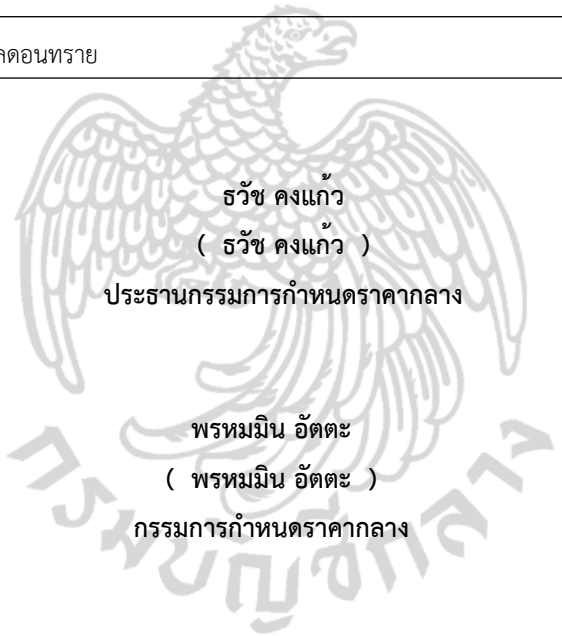 ลดอนทราย
ธวัช คงแก้ว
( ธวัช คงแก้ว )
ประธานกรรมการกำหนดราคากลาง
พรหมมิน อัตตะ
( พรหมมิน อัตตะ )
กรรมการกำหนดราคากลาง
กรมบัญชีกลาง